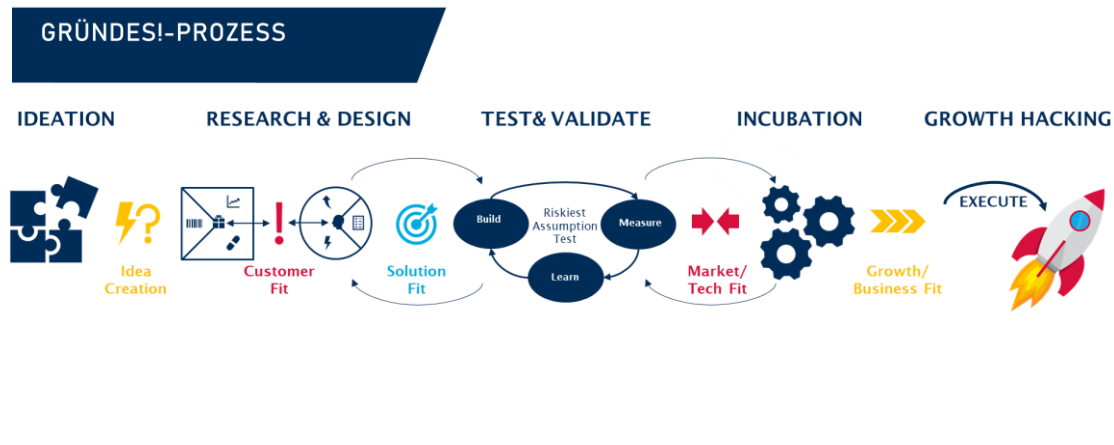 GRÜNDES!-PROZESS
IDEATION
RESEARCH & DESIGN
TEST& VALIDATE
INCUBATION
GROWTH HACKING
Idea
Creation
Customer
Fit
Solution
Fit
Build
Riskiest
Assumption
Test
Measure
Learn
Market/
Tech Fit
Growth/
Business Fit
EXECUTE